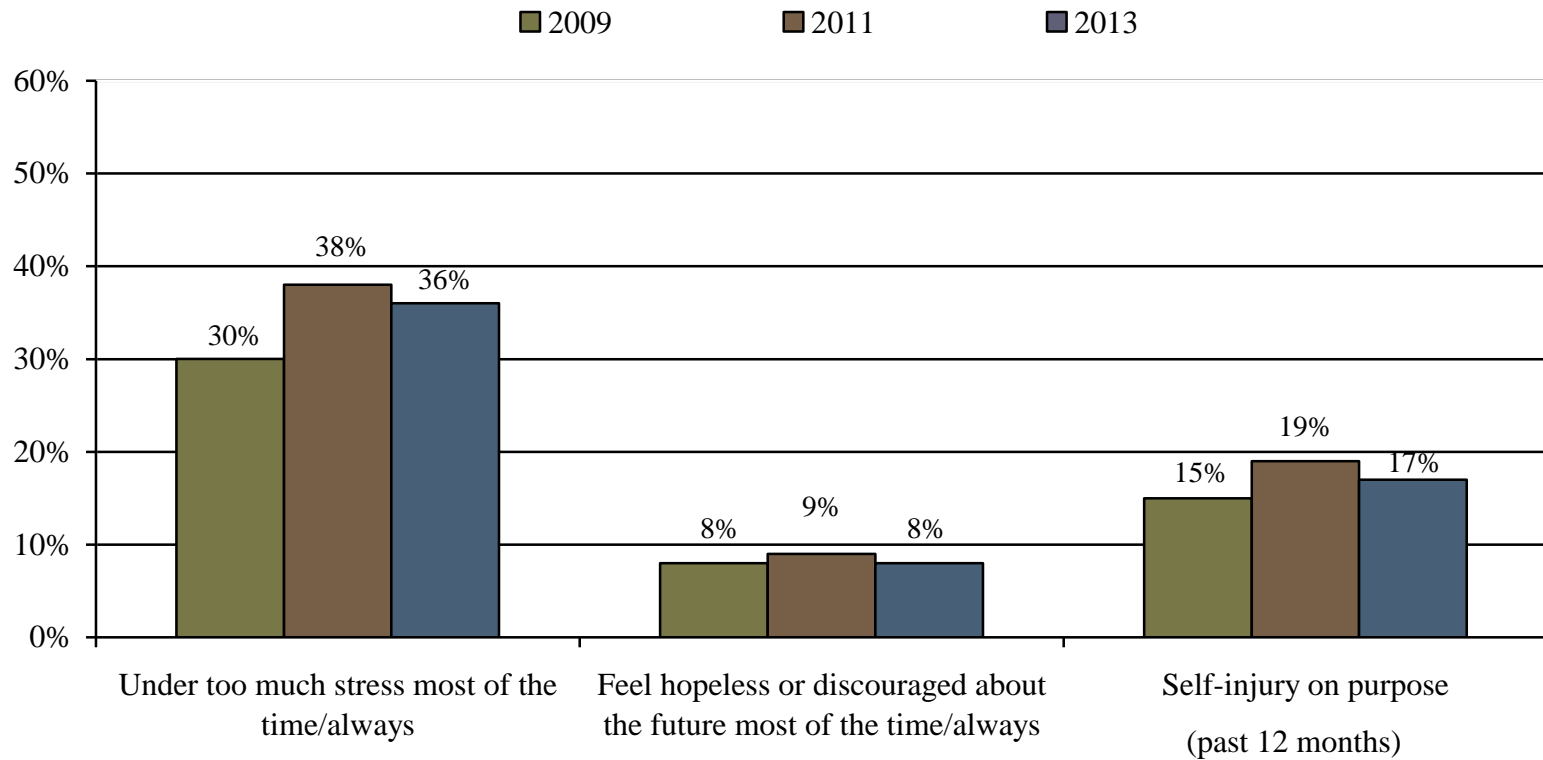 2009 2011 2013
60%
50%
40%
30%
20%
10%
0%
38%
36%
30%
8%
9%
8%
15%
19%
17%
Under too much stress most of the
time/always
Feel hopeless or discouraged about
the future most of the time/always
Self-injury on purpose
(past 12 months)